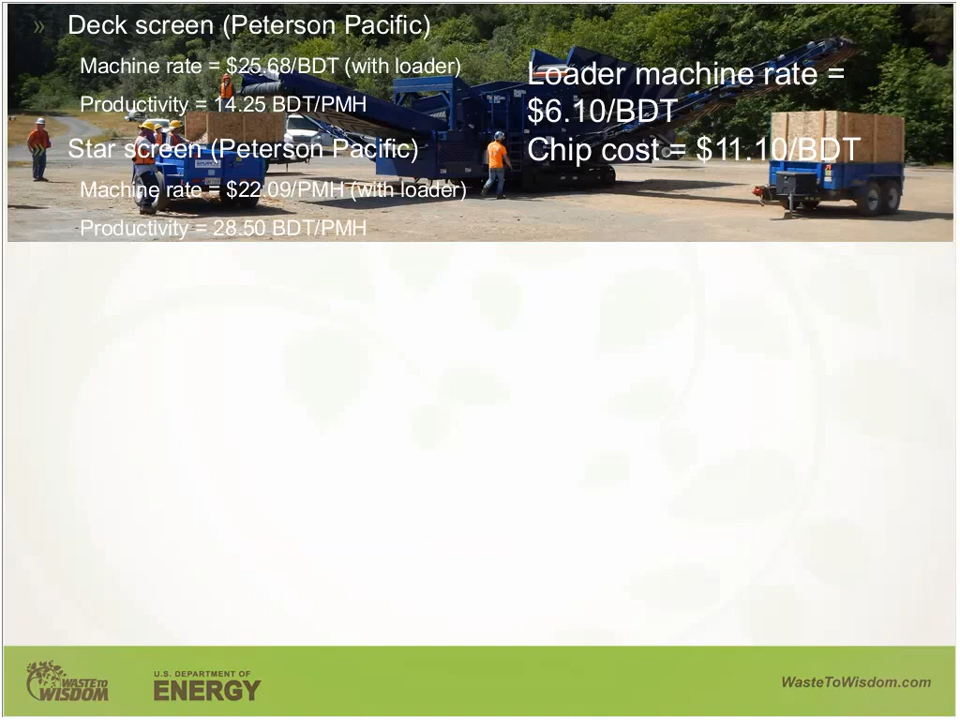 » Deck screen (Peterson Pacific)
Machine rate = $25.68/BDT (with loader)
Productivity = 14.25 BDT/PMH
Star screen (Peterson Pacific)
Machine rate = $22.09/PMH (with loader)
Productivity = 28.50 BDT/PMH
Loader machine rate =
$6.10/BDT
Chip cost = $11.10/BDT
WASTE TO
WISDOM
U.S. DEPARTMENT OF
ENERGY
WasteToWisdom.com